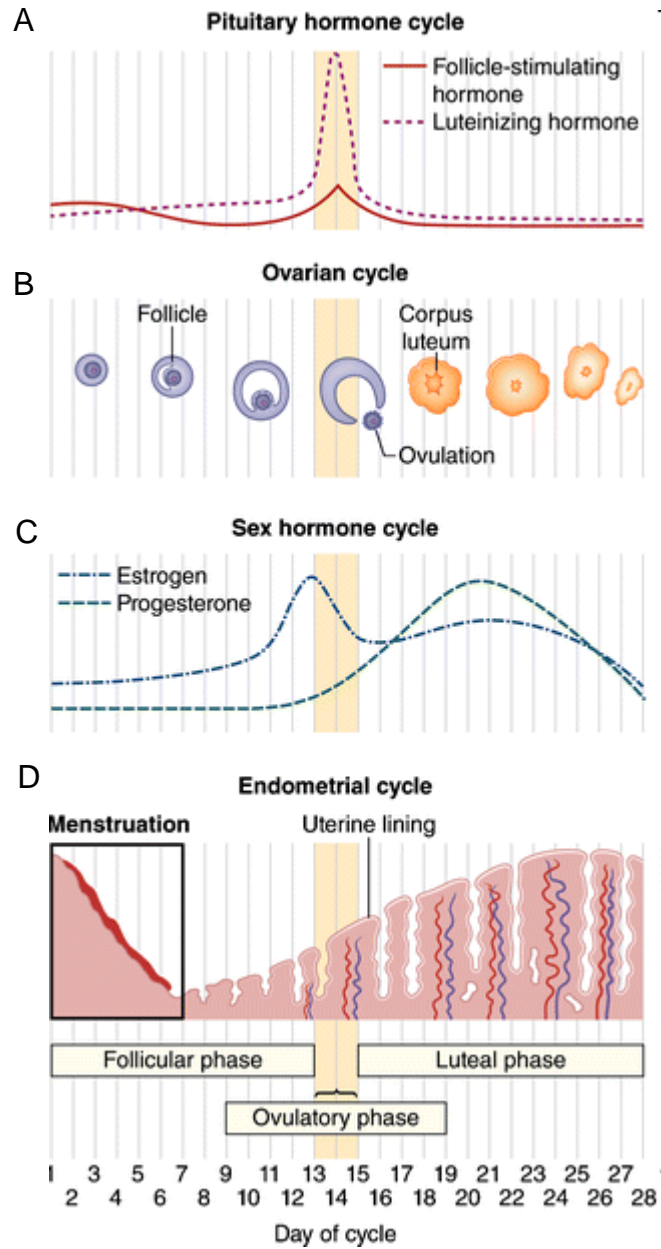 A
Pituitary hormone cycle
Follicle-stimulating
hormone
Luteinizing hormone
B
Ovarian cycle
Follicle
Corpus
luteum
Ovulation
C
Sex hormone cycle
Estrogen
Progesterone
D
Endometrial cycle
Menstruation
Uterine lining
Follicular phase
Luteal phase
Ovulatory phase
1 3 5 7 9 11 13 15 17 19 21 23 25 27
2 4 6 8 10 12 14 16 18 20 22 24 26 28
Day of cycle